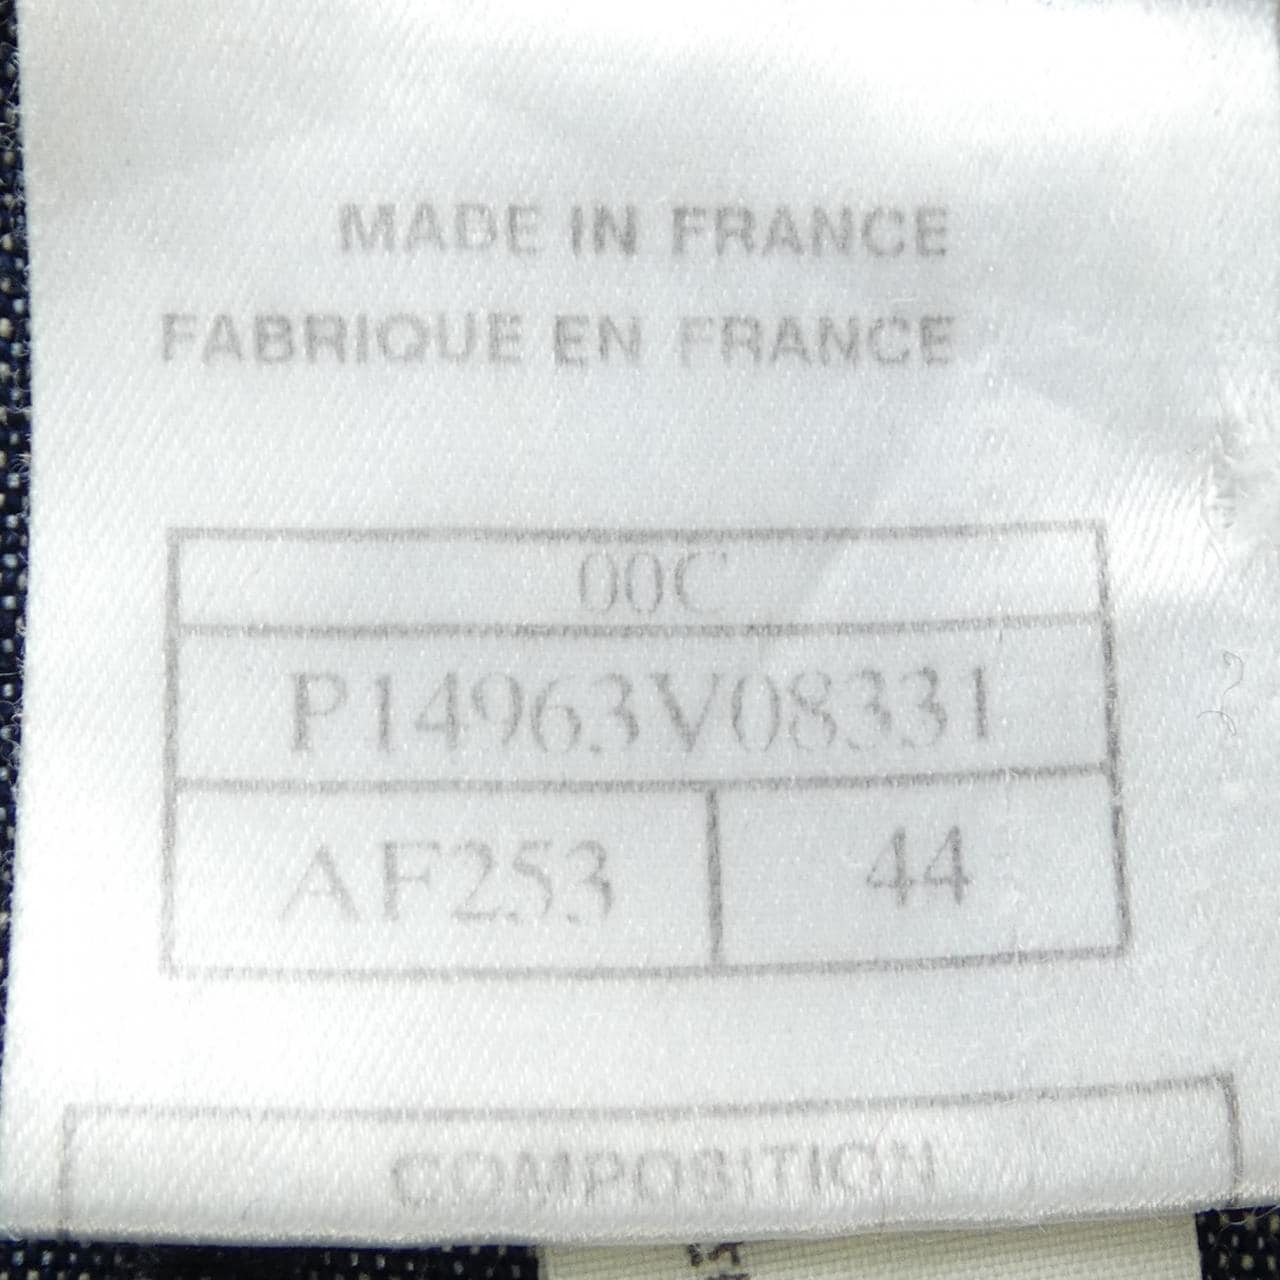 MADE IN FRANCE
FABRIQUE EN FRANCE
00C
P14963V08331
AF253 44
COMPOSITION